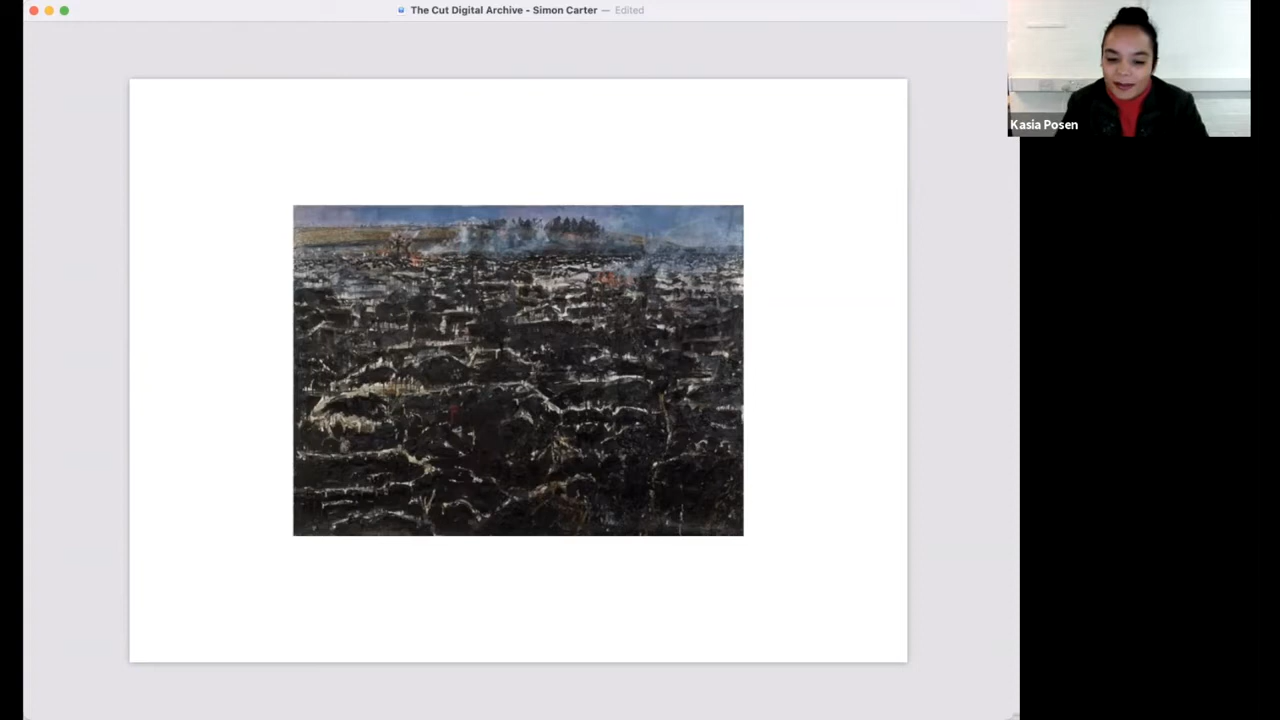 The Cut Digital Archive - Simon Carter — Edited
Kasia Posen